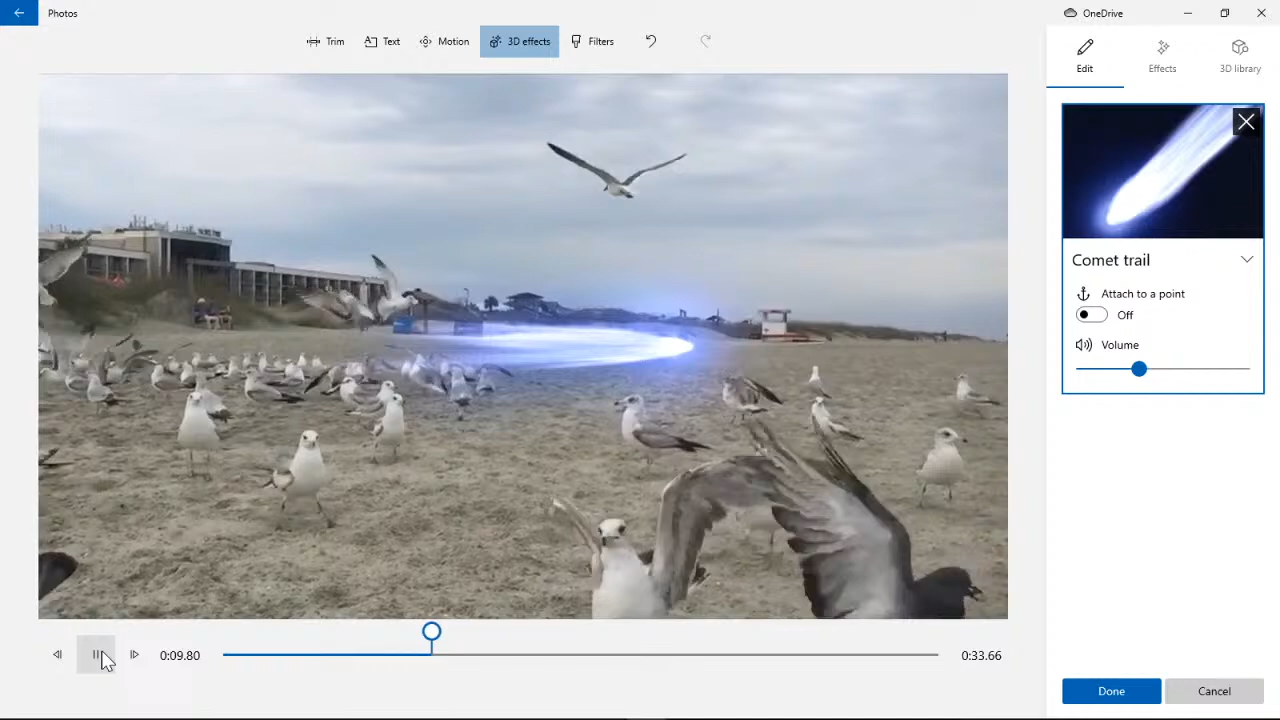 Photos
OneDrive
Trim
Text
Motion
3D effects
Filters
Edit
Effects
3D library
Comet trail
Attach to a point
Off
Volume
0:09.80
0:33.66
Done
Cancel